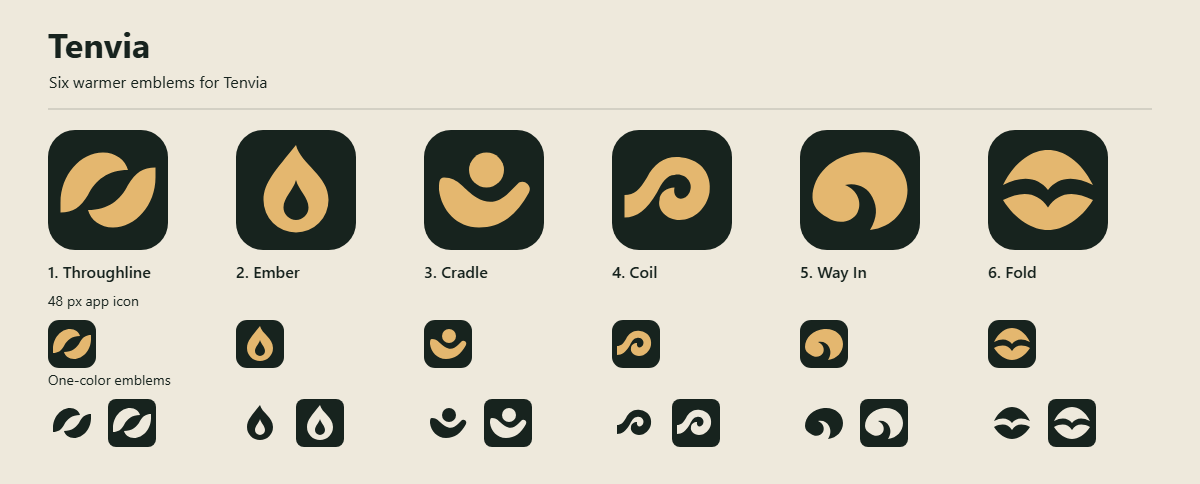 Tenvia
Six warmer emblems for Tenvia
1. Throughline
2. Ember
3. Cradle
4. Coil
5. Way In
6. Fold
48 px app icon
One-color emblems